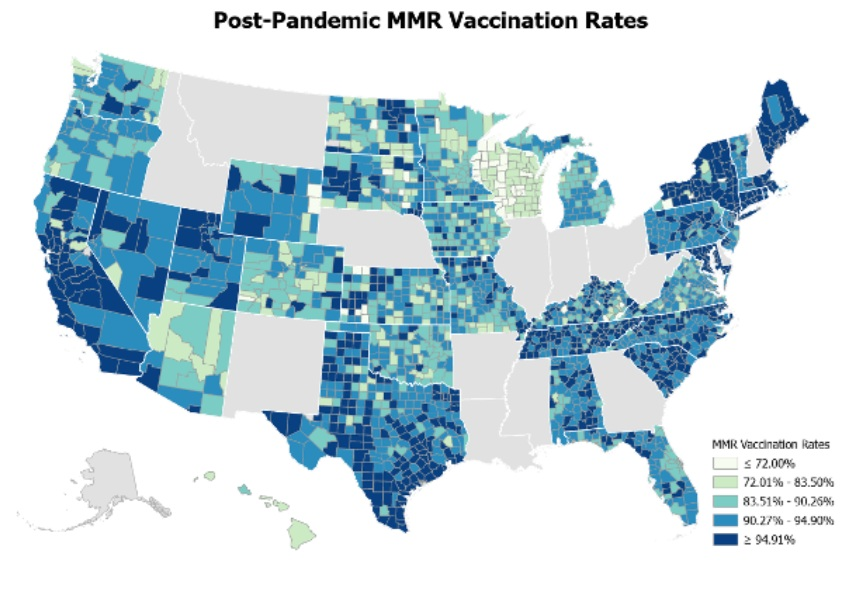 Post-Pandemic MMR Vaccination Rates
MMR Vaccination Rates
≤ 72.00%
72.01% - 83.50%
83.51% - 90.26%
90.27% - 94.90%
≥ 94.91%